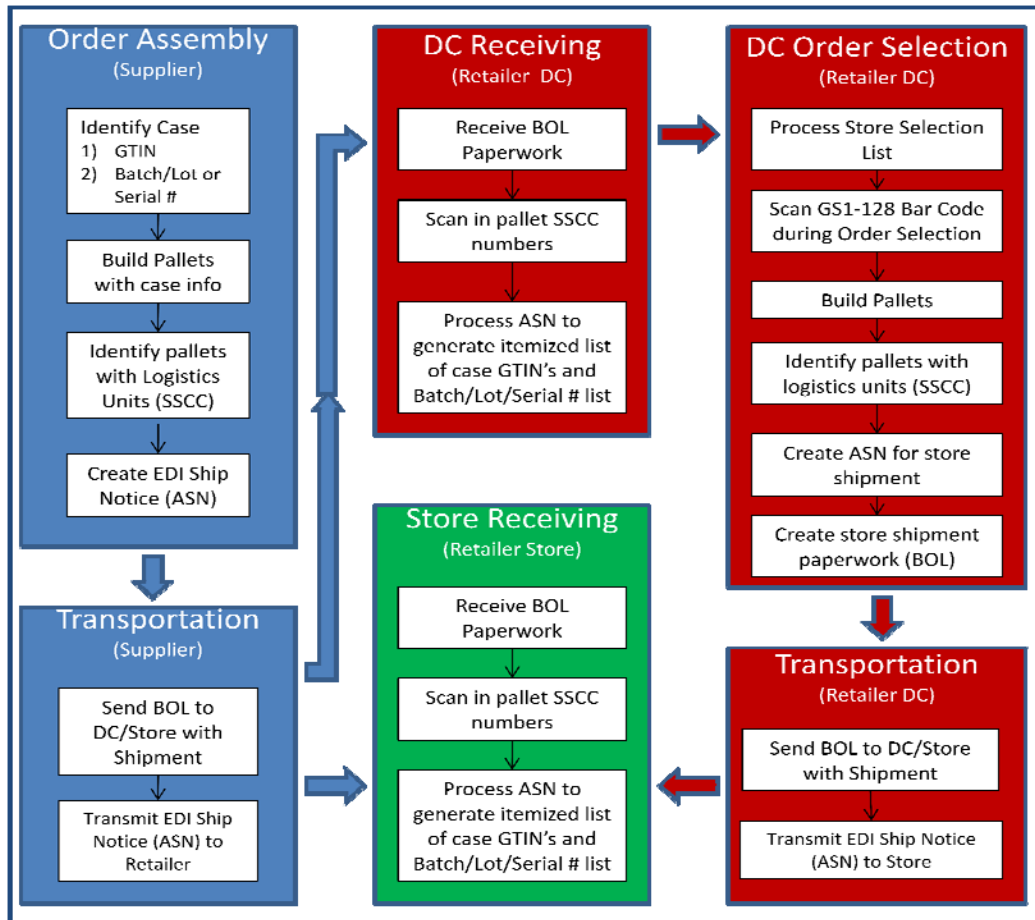 Order Assembly
(Supplier)
Identify Case
1) GTIN
2) Batch/Lot or
Serial #
Build Pallets
with case info
Identify pallets
with Logistics
Units (SSCC)
Create EDI Ship
Notice (ASN)
Transportation
(Supplier)
Send BOL to
DC/Store with
Shipment
Transmit EDI Ship
Notice (ASN) to
Retailer
DC Receiving
(Retailer DC)
Receive BOL
Paperwork
Scan in pallet SSCC
numbers
Process ASN to
generate itemized list
of case GTIN's and
Batch/Lot/Serial # list
Store Receiving
(Retailer Store)
Receive BOL
Paperwork
Scan in pallet SSCC
numbers
Process ASN to
generate itemized list
of case GTIN's and
Batch/Lot/Serial # list
DC Order Selection
(Retailer DC)
Process Store Selection
List
Scan GS1-128 Bar Code
during Order Selection
Build Pallets
Identify pallets with
logistics units (SSCC)
Create ASN for store
shipment
Create store shipment
paperwork (BOL)
Transportation
(Retailer DC)
Send BOL to DC/Store
with Shipment
Transmit EDI Ship Notice
(ASN) to Store